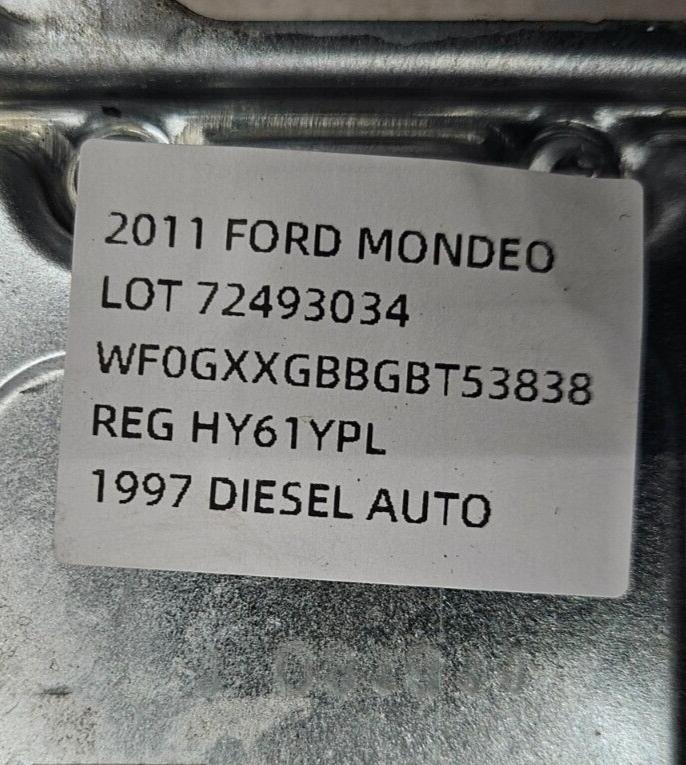 2011 FORD MONDEO
LOT 72493034
WF0GXXGBBGBT53838
REG HY61YPL
1997 DIESEL AUTO